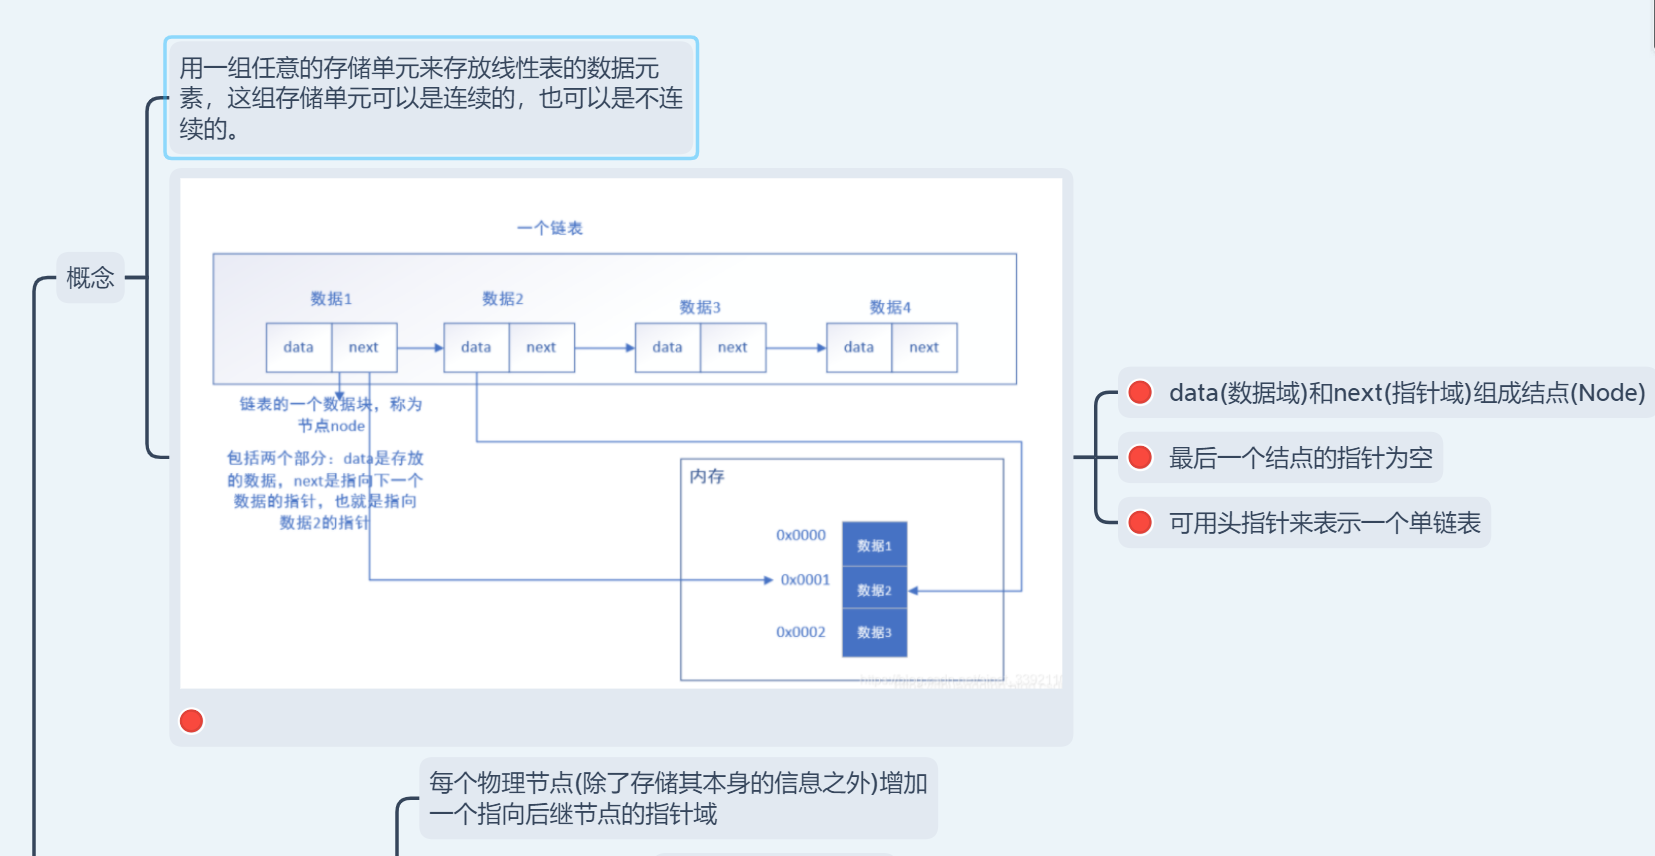 用一组任意的存储单元来存放线性表的数据元
素，这组存储单元可以是连续的，也可以是不连
续的。
概念
一个链表
数据1
数据2
数据3
数据4
data
next
data
next
data
next
data
next
链表的一个数据块，称为
节点node
包括两个部分：data是存放
的数据，next是指向下一个
数据的指针，也就是指向
数据2的指针
内存
0x0000
数据1
0x0001
数据2
0x0002
数据3
data(数据域)和next(指针域)组成结点(Node)
最后一个结点的指针为空
可用头指针来表示一个单链表
每个物理节点(除了存储其本身的信息之外)增加
一个指向后继节点的指针域